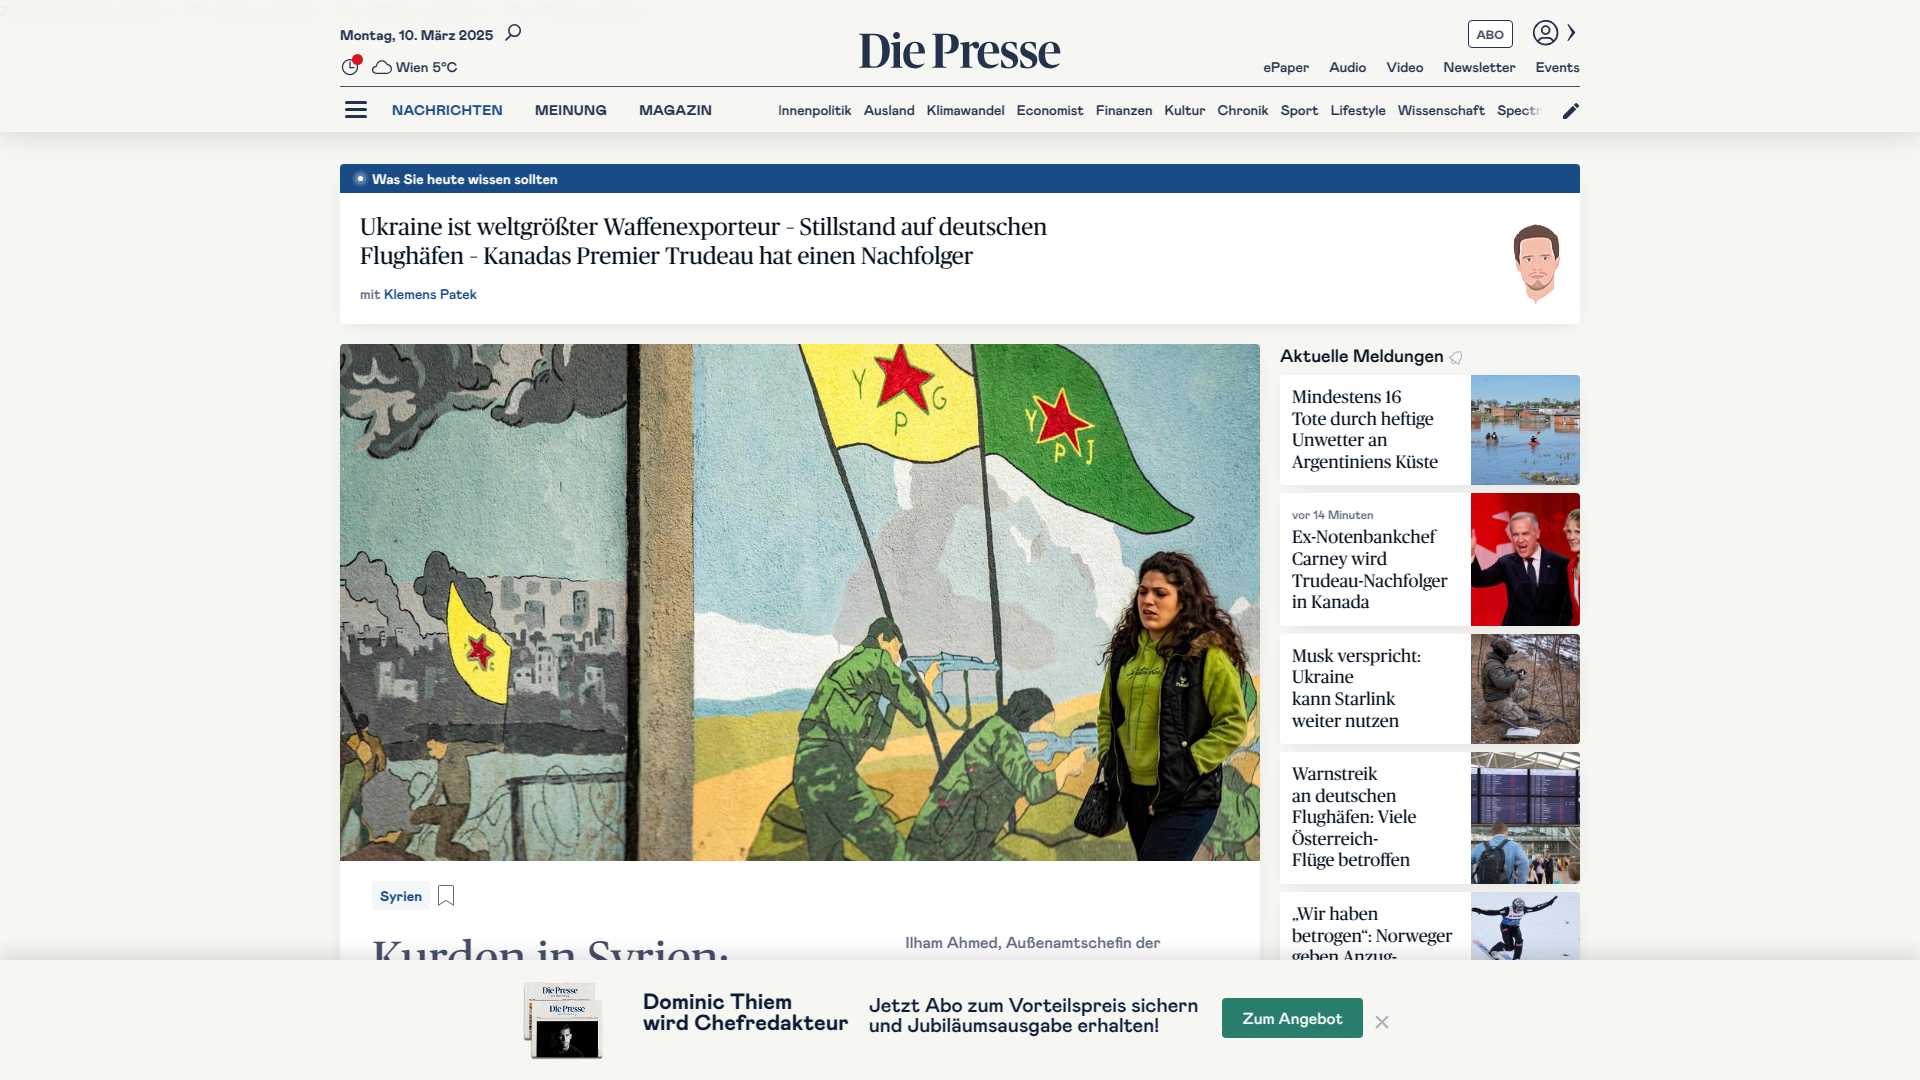 Montag, 10. März 2025
Die Presse
ABO
Wien 5°C
ePaper Audio Video Newsletter Events
NACHRICHTEN MEINUNG MAGAZIN
Innenpolitik Ausland Klimawandel Economist Finanzen Kultur Chronik Sport Lifestyle Wissenschaft
Was Sie heute wissen sollten
Ukraine ist weltgrößter Waffenexporteur – Stillstand auf deutschen
Flughäfen – Kanadas Premier Trudeau hat einen Nachfolger
mit Klemens Patek
Y
P
G
Y
P
J
Syrien
Kurden in Syrien:
Ilham Ahmed, Außenamtschefin der
Aktuelle Meldungen
Mindestens 16
Tote durch heftige
Unwetter an
Argentiniens Küste
vor 14 Minuten
Ex-Notenbankchef
Carney wird
Trudeau-Nachfolger
in Kanada
Musk verspricht:
Ukraine
kann Starlink
weiter nutzen
Warnstreik
an deutschen
Flughäfen: Viele
Österreich-
Flüge betroffen
„Wir haben
betrogen“: Norweger
geben Anzug-
Die Presse
Die Presse
Dominic Thiem
wird Chefredakteur
Jetzt Abo zum Vorteilspreis sichern
und Jubiläumsausgabe erhalten!
Zum Angebot